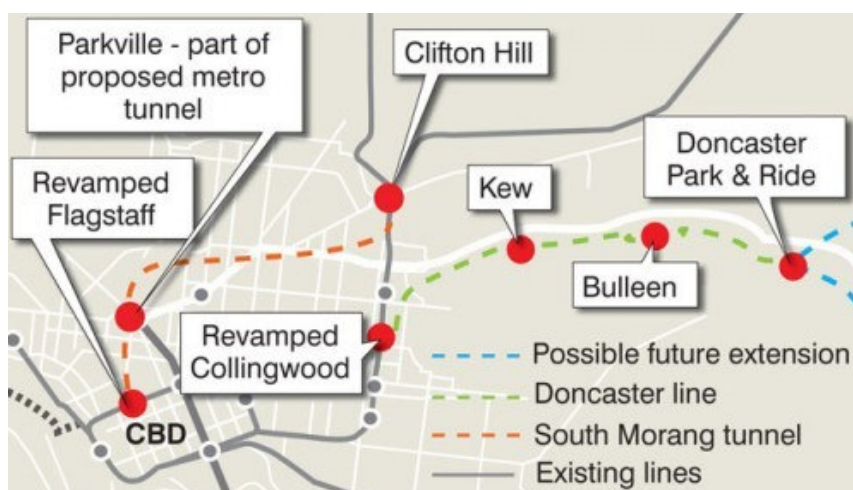 Parkville - part of
proposed metro
tunnel
Clifton Hill
Doncaster
Park & Ride
Revamped
Flagstaff
Kew
Bulleen
Revamped
Collingwood
CBD
Possible future extension
Doncaster line
South Morang tunnel
Existing lines